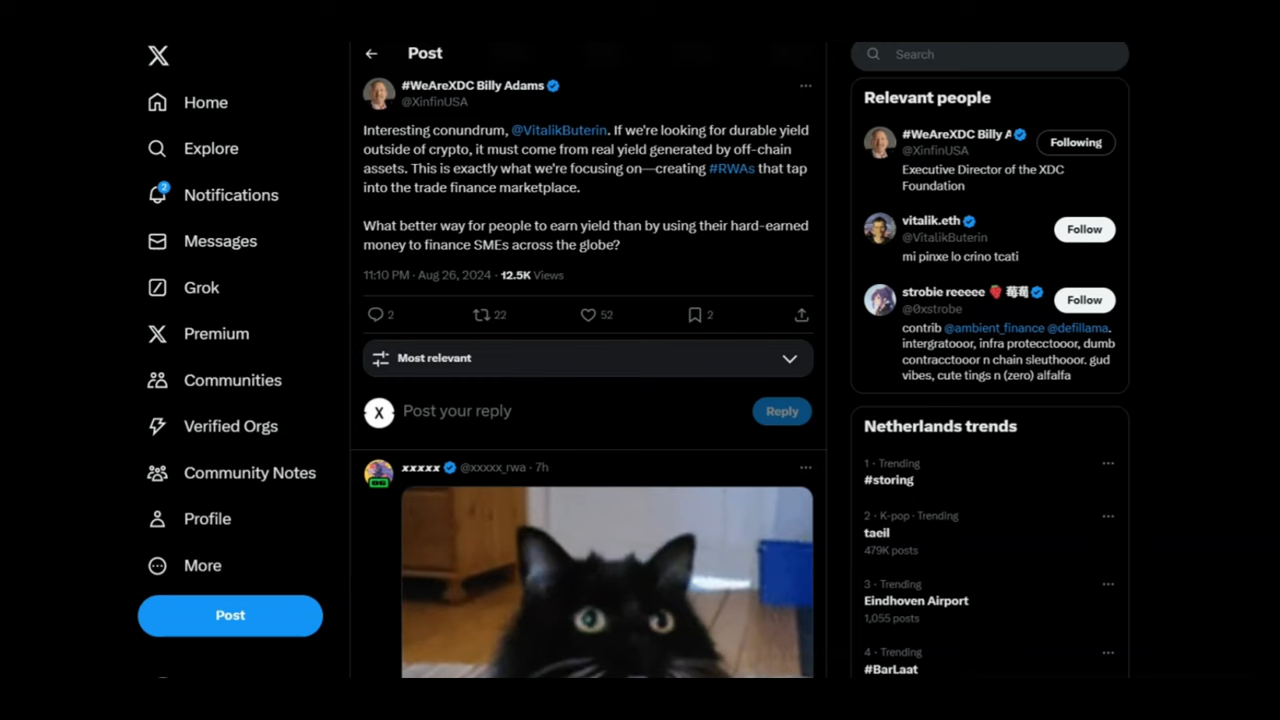 Home
Explore
2
Notifications
Messages
Grok
Premium
Communities
Verified Orgs
Community Notes
Profile
More
Post
Post
#WeAreXDC Billy Adams
@XinfinUSA
Interesting conundrum, @VitalikButerin. If we're looking for durable yield
outside of crypto, it must come from real yield generated by off-chain
assets. This is exactly what we're focusing on—creating #RWAs that tap
into the trade finance marketplace.
What better way for people to earn yield than by using their hard-earned
money to finance SMEs across the globe?
11:10 PM · Aug 26, 2024 · 12.5K Views
2 22 52 2
Most relevant
X Post your reply Reply
xxxxx @xxxxx_rwa · 7h
Search
Relevant people
#WeAreXDC Billy A
@XinfinUSA
Following
Executive Director of the XDC
Foundation
vitalik.eth
@VitalikButerin
Follow
mi pinxe lo crino tcati
strobie reeeee 🍓 莓莓
@0xstrobe
Follow
contrib @ambient_finance @defillama.
intergratooor, infra protecctooor, dumb
contracctooor n chain sleuthooor. gud
vibes, cute tings n (zero) alfalfa
Netherlands trends
1 · Trending
#storing
2 · K-pop · Trending
taeil
479K posts
3 · Trending
Eindhoven Airport
1,055 posts
4 · Trending
#BarLaat